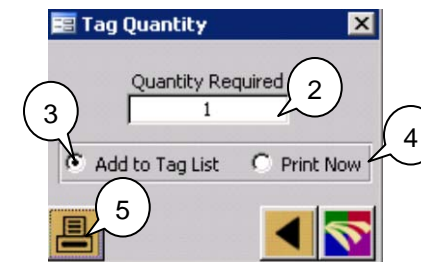 Tag Quantity
Quantity Required
2
1
3
4
Add to Tag List Print Now
5